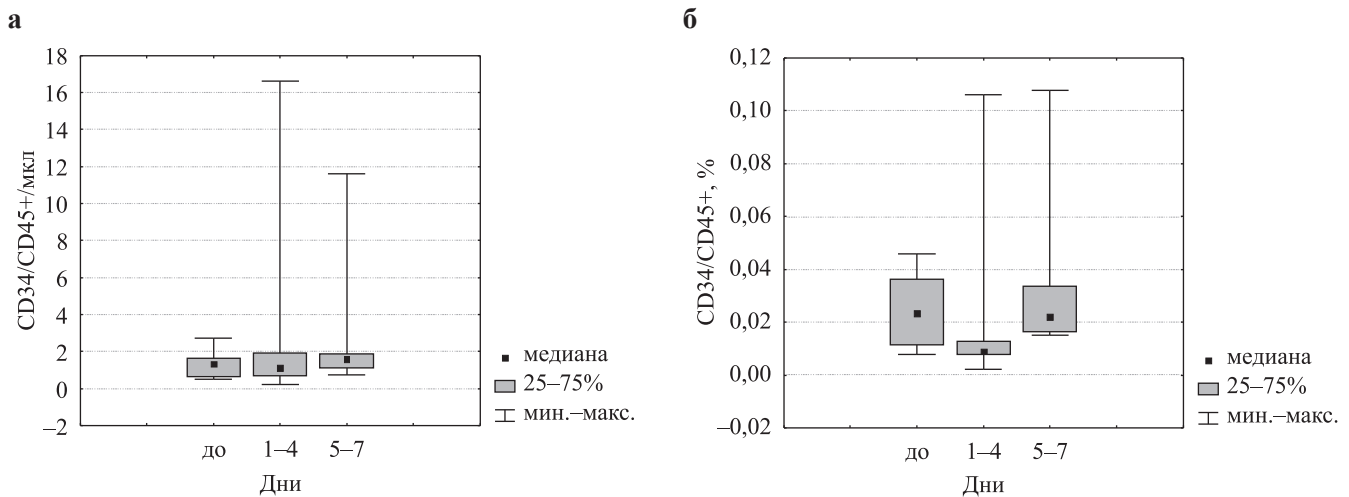 а
CD34/CD45+/мкл
18
16
14
12
10
8
6
4
2
0
–2
до 1–4 5–7
Дни
медиана
25–75%
мин.–макс.
б
CD34/CD45+, %
0,12
0,10
0,08
0,06
0,04
0,02
0,00
–0,02
до 1–4 5–7
Дни
медиана
25–75%
мин.–макс.